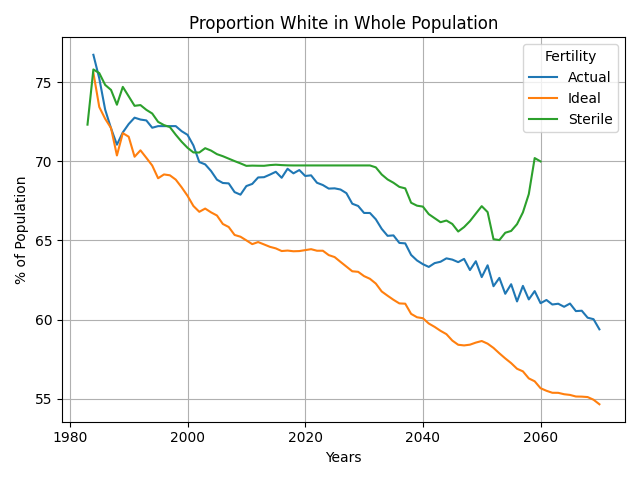 Proportion White in Whole Population
% of Population
75
70
65
60
55
Fertility
Actual
Ideal
Sterile
1980
2000
2020
2040
2060
Years